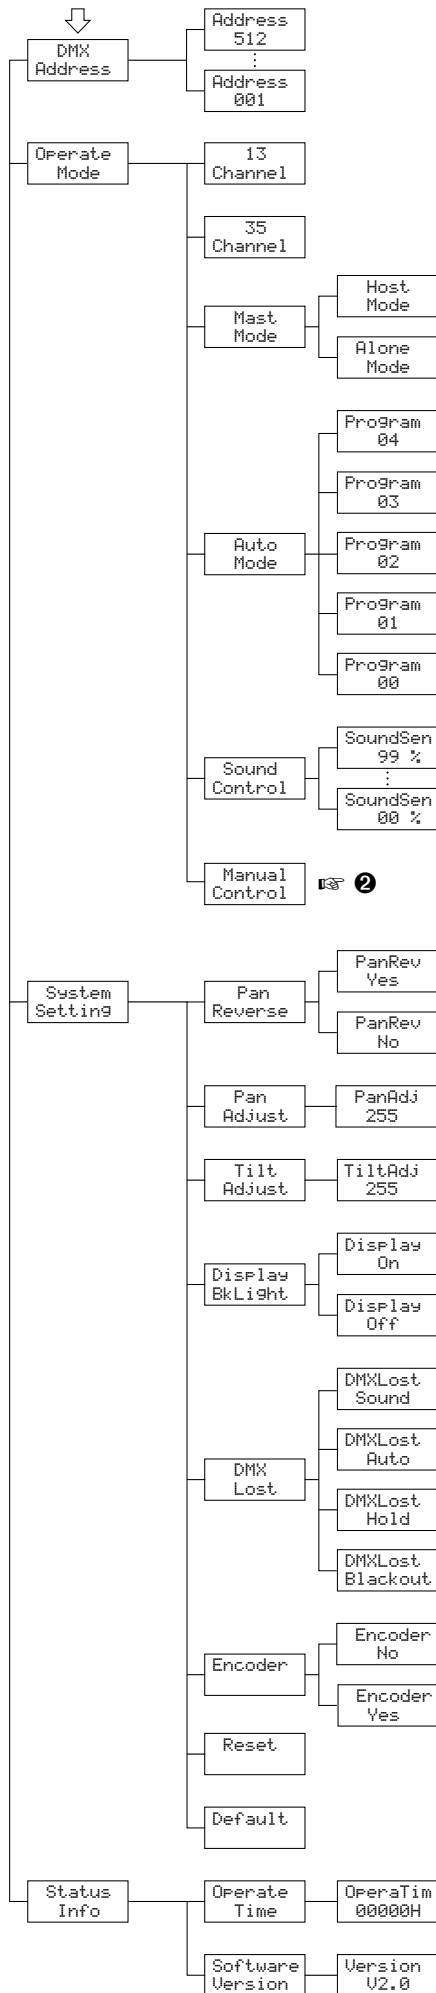 DMX
Address
Address
512
⋮
Address
001
Operate
Mode
13
Channel
35
Channel
Mast
Mode
Host
Mode
Alone
Mode
Auto
Mode
Program
04
Program
03
Program
02
Program
01
Program
00
Sound
Control
SoundSen
99 %
⋮
SoundSen
00 %
Manual
Control
☞ ❷
System
Setting
Pan
Reverse
PanRev
Yes
PanRev
No
Pan
Adjust
PanAdj
255
Tilt
Adjust
TiltAdj
255
Display
BkLight
Display
On
Display
Off
DMX
Lost
DMXLost
Sound
DMXLost
Auto
DMXLost
Hold
DMXLost
Blackout
Encoder
Encoder
No
Encoder
Yes
Reset
Default
Status
Info
Operate
Time
OperaTim
00000H
Software
Version
Version
V2.0